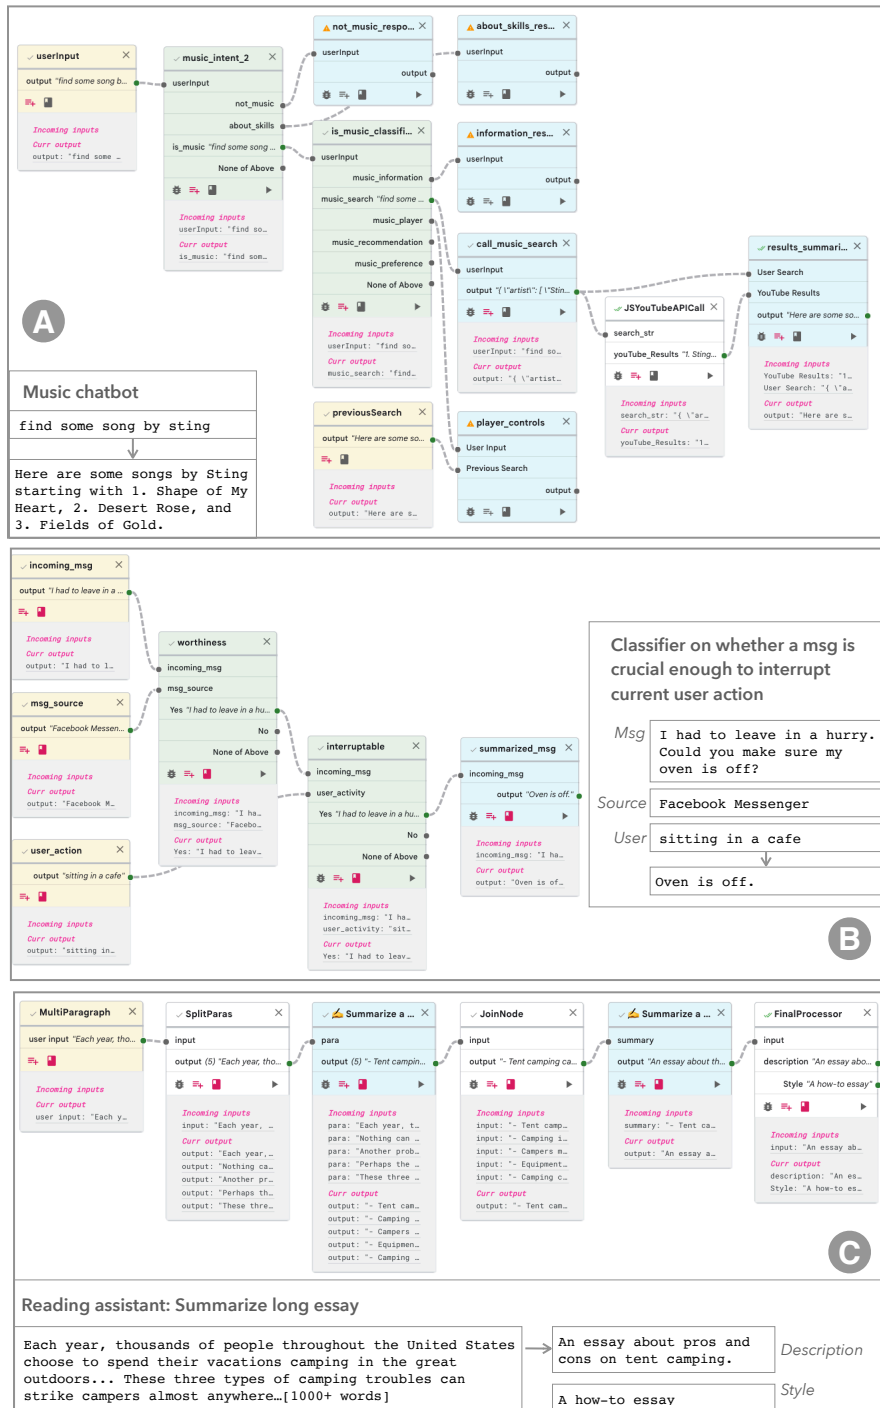 userInput
output "find some song b...
Incoming inputs
Curr output
output: "find some …
music_intent_2
userInput
not_music
about_skills
is_music "find some song ...
None of Above
Incoming inputs
userInput: "find so…
Curr output
is_music: "find som…
not_music_respo...
userInput
output
about_skills_res...
userInput
output
is_music_classifi...
userInput
music_information
music_search "find some ...
music_player
music_recommendation
music_preference
None of Above
Incoming inputs
userInput: "find so…
Curr output
music_search: "find…
information_res...
userInput
output
call_music_search
userInput
output "{ \"artist\": [ \"Stin...
Incoming inputs
userInput: "find so…
Curr output
output: "{ \"artist…
JSYouTubeAPICall
search_str
youTube_Results "1. Sting...
Incoming inputs
search_str: "{ \"ar…
Curr output
youTube_Results: "1…
results_summari...
User Search
YouTube Results
output "Here are some so...
Incoming inputs
YouTube Results: "1…
User Search: "{ \"a…
Curr output
output: "Here are s…
previousSearch
output "Here are some so...
Incoming inputs
Curr output
output: "Here are s…
player_controls
User Input
Previous Search
output
A
Music chatbot
find some song by sting
Here are some songs by Sting
starting with 1. Shape of My
Heart, 2. Desert Rose, and
3. Fields of Gold.
incoming_msg
output "I had to leave in a ...
Incoming inputs
Curr output
output: "I had to l…
msg_source
output "Facebook Messen...
Incoming inputs
Curr output
output: "Facebook M…
user_action
output "sitting in a cafe"
Incoming inputs
Curr output
output: "sitting in…
worthiness
incoming_msg
msg_source
Yes "I had to leave in a hu...
No
None of Above
Incoming inputs
incoming_msg: "I ha…
msg_source: "Facebo…
Curr output
Yes: "I had to leav…
interruptable
incoming_msg
user_activity
Yes "I had to leave in a hu...
No
None of Above
Incoming inputs
incoming_msg: "I ha…
user_activity: "sit…
Curr output
Yes: "I had to leav…
summarized_msg
incoming_msg
output "Oven is off."
Incoming inputs
incoming_msg: "I ha…
Curr output
output: "Oven is of…
Classifier on whether a msg is
crucial enough to interrupt
current user action
Msg
I had to leave in a hurry.
Could you make sure my
oven is off?
Source
Facebook Messenger
User
sitting in a cafe
Oven is off.
B
MultiParagraph
user input "Each year, tho...
Incoming inputs
Curr output
user input: "Each y…
SplitParas
input
output (5) "Each year, tho...
Incoming inputs
input: "Each year, …
Curr output
output: "Each year,…
output: "Nothing ca…
output: "Another pr…
output: "Perhaps th…
output: "These thre…
✍️ Summarize a ...
para
output (5) "- Tent campin...
Incoming inputs
para: "Each year, t…
para: "Nothing can …
para: "Another prob…
para: "Perhaps the …
para: "These three …
Curr output
output: "- Tent cam…
output: "- Camping …
output: "- Campers …
output: "- Equipmen…
output: "- Camping …
JoinNode
input
output "- Tent camping ca...
Incoming inputs
input: "- Tent camp…
input: "- Camping i…
input: "- Campers m…
input: "- Equipment…
input: "- Camping c…
Curr output
output: "- Tent cam…
✍️ Summarize a ...
summary
output "An essay about th...
Incoming inputs
summary: "- Tent ca…
Curr output
output: "An essay a…
FinalProcessor
input
description "An essay abo...
Style "A how-to essay"
Incoming inputs
input: "An essay ab…
Curr output
description: "An es…
Style: "A how-to es…
C
Reading assistant: Summarize long essay
Each year, thousands of people throughout the United States
choose to spend their vacations camping in the great
outdoors... These three types of camping troubles can
strike campers almost anywhere…[1000+ words]
An essay about pros and
cons on tent camping.
Description
A how-to essay
Style